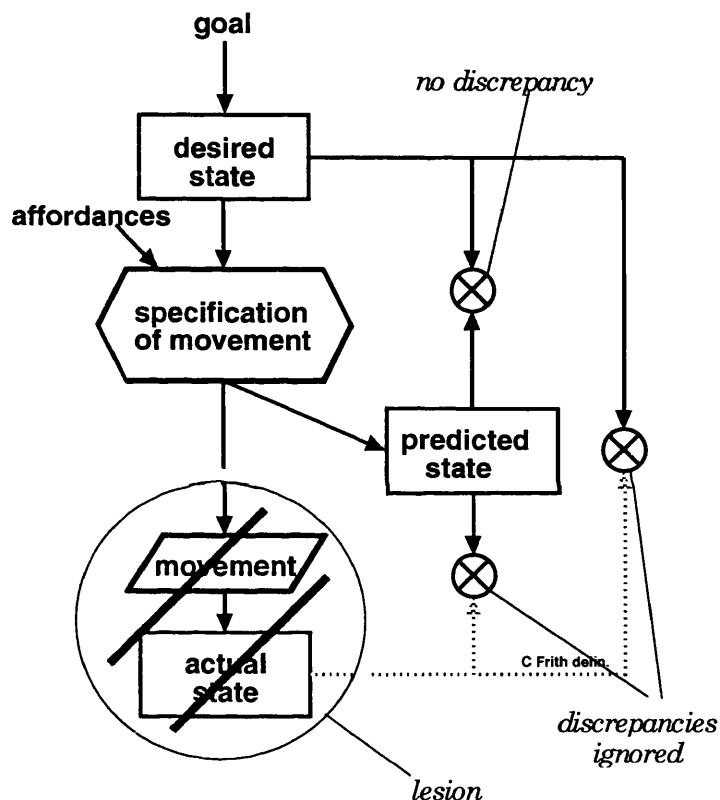 goal
no discrepancy
desired
state
affordances
specification
of movement
predicted
state
movement
actual
state
C Frith delin.
discrepancies
ignored
lesion